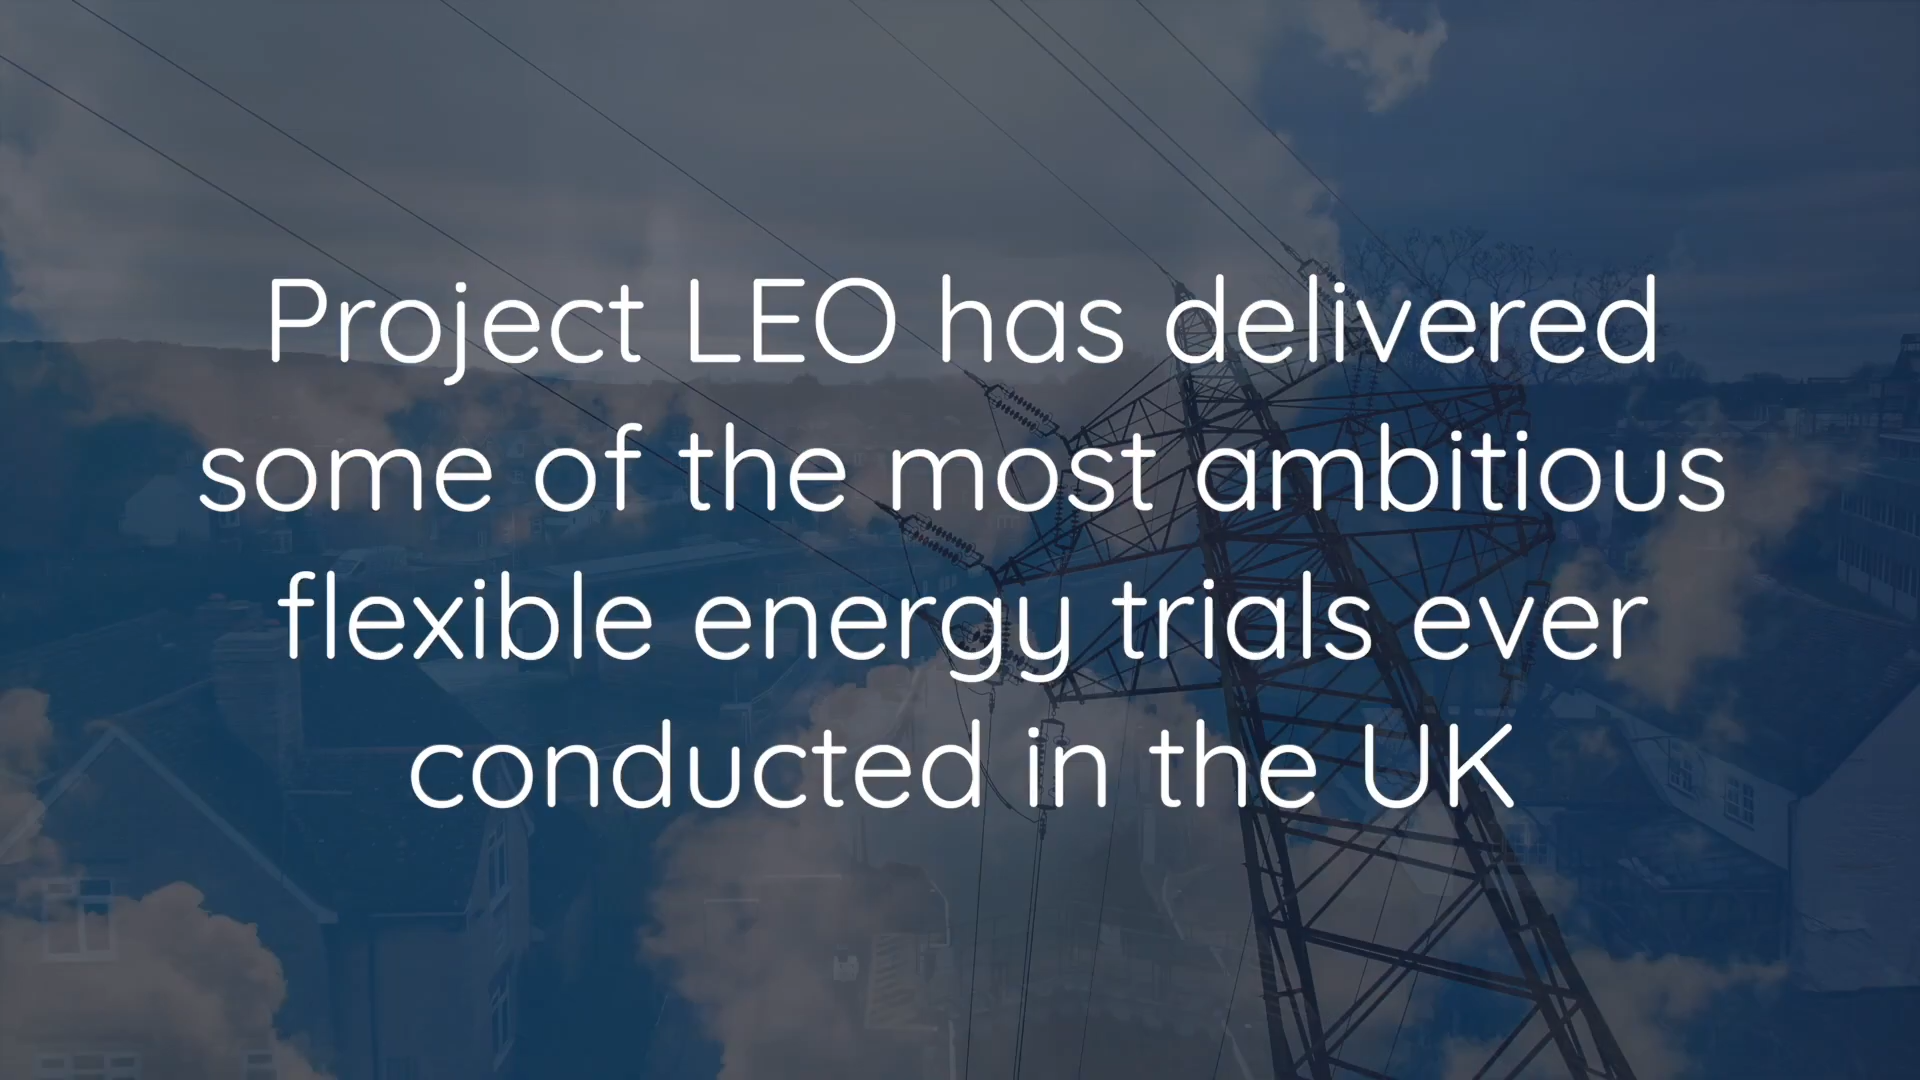 Project LEO has delivered
some of the most ambitious
flexible energy trials ever
conducted in the UK